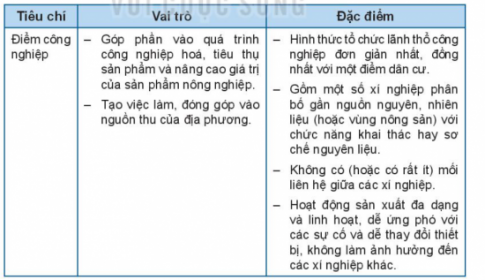 VỚI CUỘC SỐNG
Tiêu chí
Vai trò
Đặc điểm
Điểm công
nghiệp
– Góp phần vào quá trình
công nghiệp hoá, tiêu thụ
sản phẩm và nâng cao giá trị
của sản phẩm nông nghiệp.
– Tạo việc làm, đóng góp vào
nguồn thu của địa phương.
– Hình thức tổ chức lãnh thổ công
nghiệp đơn giản nhất, đồng
nhất với một điểm dân cư.
– Gồm một số xí nghiệp phân
bố gần nguồn nguyên, nhiên
liệu (hoặc vùng nông sản) với
chức năng khai thác hay sơ
chế nguyên liệu.
– Không có (hoặc có rất ít) mối
liên hệ giữa các xí nghiệp.
– Hoạt động sản xuất đa dạng
và linh hoạt, dễ ứng phó với
các sự cố và dễ thay đổi thiết
bị, không làm ảnh hưởng đến
các xí nghiệp khác.